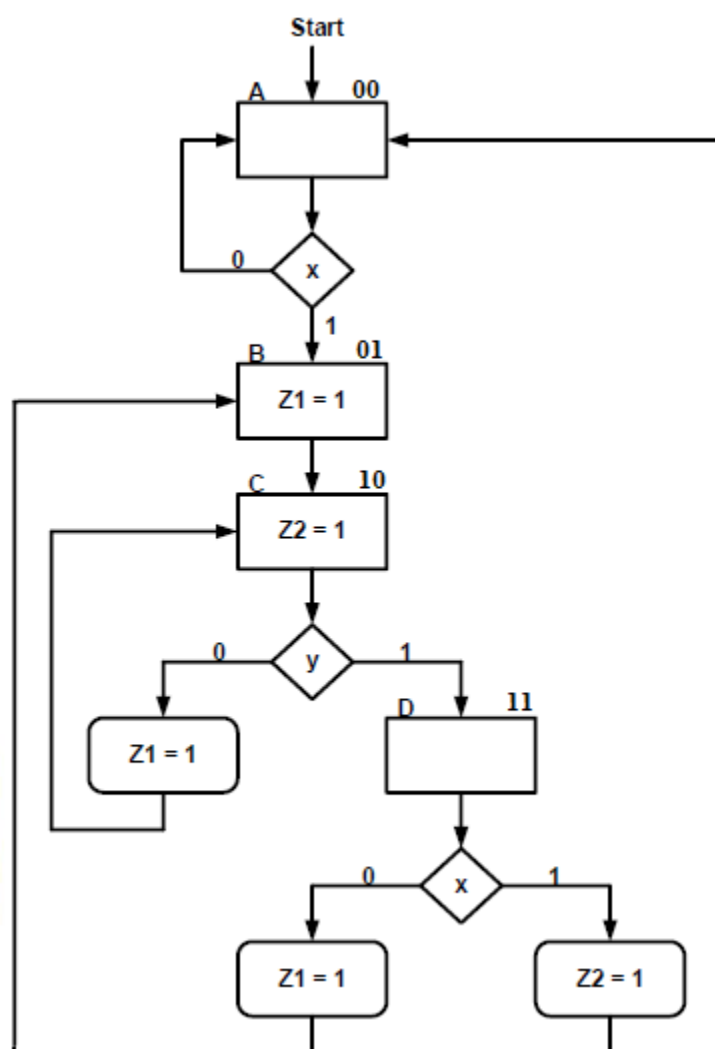 Start
A 00
0 x
1
B 01
Z1 = 1
C 10
Z2 = 1
0 y 1
D 11
Z1 = 1
0 x 1
Z1 = 1 Z2 = 1